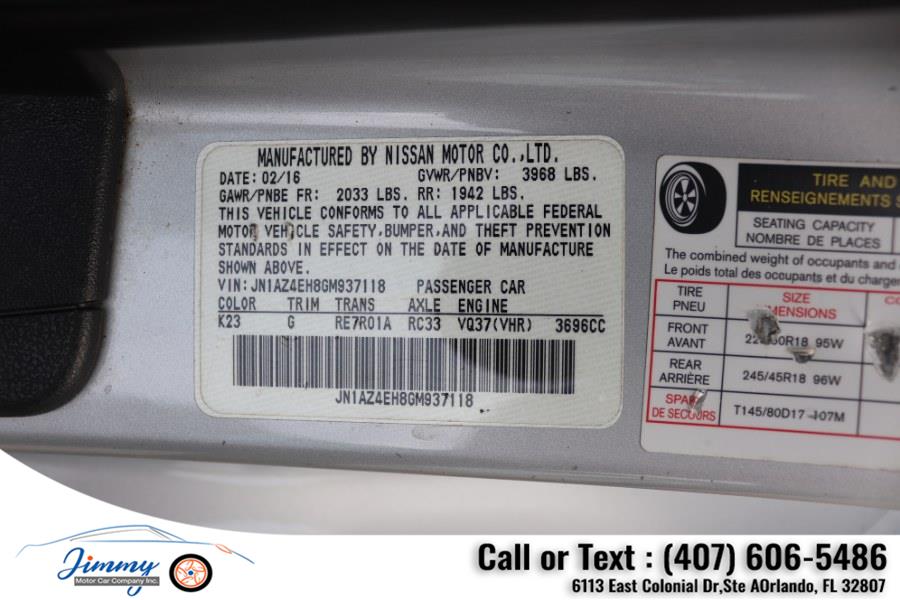 MANUFACTURED BY NISSAN MOTOR CO.,LTD.
DATE: 02/16 GVWR/PNBV: 3968 LBS.
GAWR/PNBE FR: 2033 LBS. RR: 1942 LBS.
THIS VEHICLE CONFORMS TO ALL APPLICABLE FEDERAL
MOTOR VEHICLE SAFETY,BUMPER,AND THEFT PREVENTION
STANDARDS IN EFFECT ON THE DATE OF MANUFACTURE
SHOWN ABOVE.
VIN: JN1AZ4EH8GM937118 PASSENGER CAR
COLOR TRIM TRANS AXLE ENGINE
K23 G RE7R01A RC33 VQ37(VHR) 3696CC
JN1AZ4EH8GM937118
TIRE AND
RENSEIGNEMENTS
SEATING CAPACITY
NOMBRE DE PLACES
The combined weight of occupants and
Le poids total des occupants et du
TIRE
PNEU
SIZE
FRONT
AVANT
95W
REAR
ARRIÈRE
245/45R18 96W
DE SECOURS
T145/80D17 107M
Jimmy
Motor Car Company Inc.
Call or Text : (407) 606-5486
6113 East Colonial Dr,Ste AOrlando, FL 32807